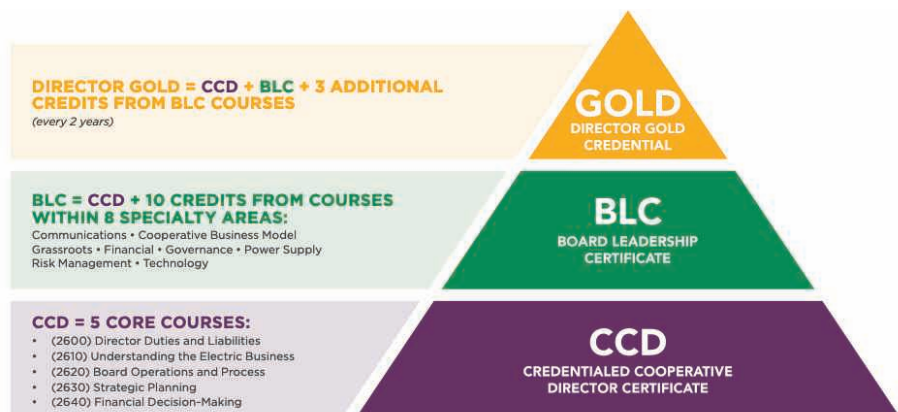 DIRECTOR GOLD = CCD + BLC + 3 ADDITIONAL
CREDITS FROM BLC COURSES
(every 2 years)
GOLD
DIRECTOR GOLD
CREDENTIAL
BLC = CCD + 10 CREDITS FROM COURSES
WITHIN 8 SPECIALTY AREAS:
Communications • Cooperative Business Model
Grassroots • Financial • Governance • Power Supply
Risk Management • Technology
BLC
BOARD LEADERSHIP
CERTIFICATE
CCD = 5 CORE COURSES:
• (2600) Director Duties and Liabilities
• (2610) Understanding the Electric Business
• (2620) Board Operations and Process
• (2630) Strategic Planning
• (2640) Financial Decision-Making
CCD
CREDENTIALED COOPERATIVE
DIRECTOR CERTIFICATE